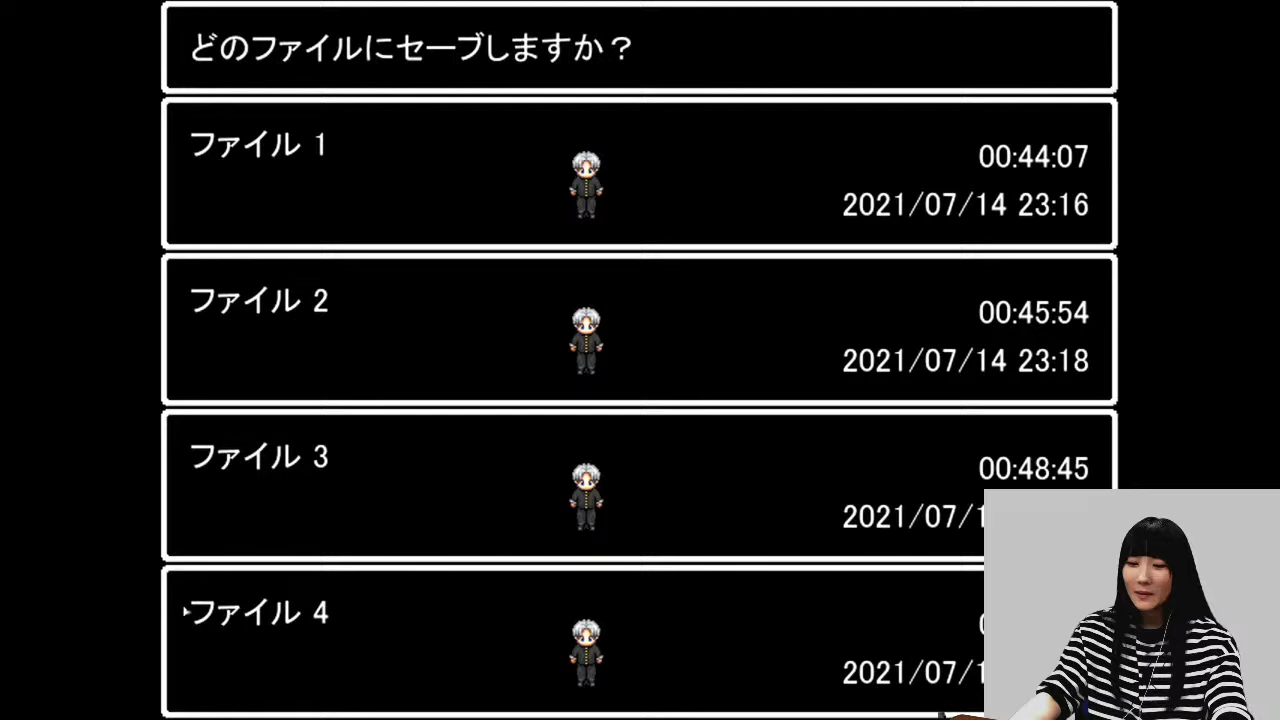 どのファイルにセーブしますか？
ファイル 1
00:44:07
2021/07/14 23:16
ファイル 2
00:45:54
2021/07/14 23:18
ファイル 3
00:48:45
2021/07/1
ファイル 4
2021/07/1